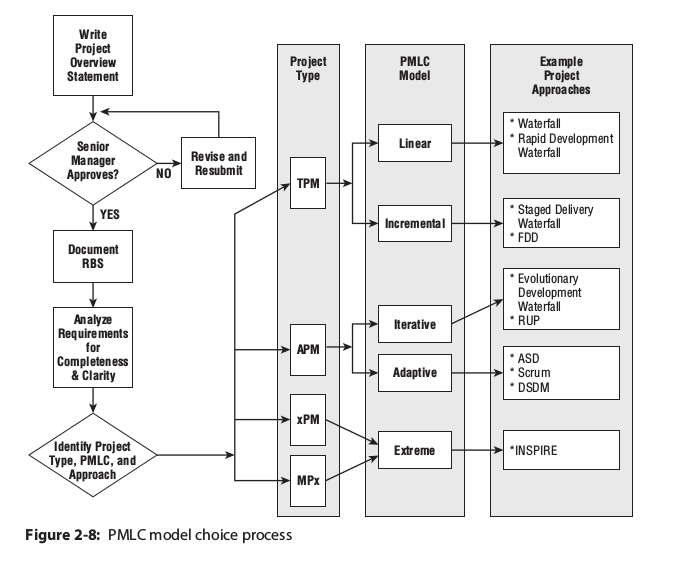 Write
Project
Overview
Statement
Senior
Manager
Approves?
NO
Revise and
Resubmit
YES
Document
RBS
Analyze
Requirements
for
Completeness
& Clarity
Identify Project
Type, PMLC, and
Approach
Project
Type
TPM
APM
xPM
MPx
PMLC
Model
Linear
Incremental
Iterative
Adaptive
Extreme
Example
Project
Approaches
* Waterfall
* Rapid Development
Waterfall
* Staged Delivery
Waterfall
* FDD
* Evolutionary
Development
Waterfall
* RUP
* ASD
* Scrum
* DSDM
*INSPIRE
Figure 2-8: PMLC model choice process